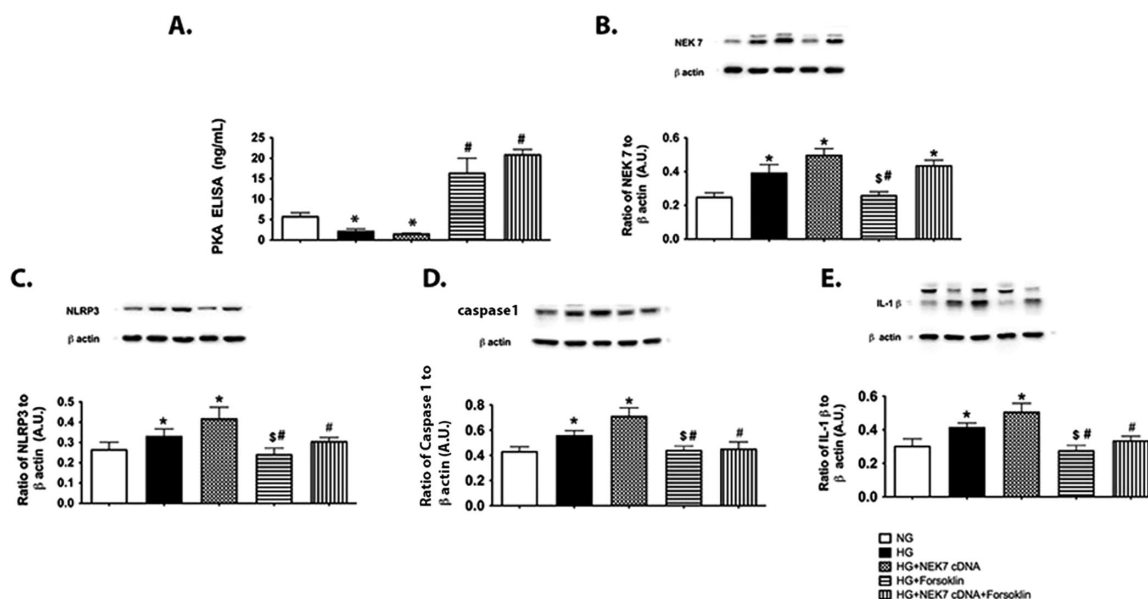 A.
PKA ELISA (ng/mL)
25
20
15
10
5
0
*
*
#
#
B.
NEK 7
β actin
Ratio of NEK 7 to
β actin (A.U.)
0.6
0.4
0.2
0.0
*
*
$ #
*
C.
NLRP3
β actin
Ratio of NLRP3 to
β actin (A.U.)
0.5
0.4
0.3
0.2
0.1
0.0
*
*
$ #
#
D.
caspase1
β actin
Ratio of Caspase 1 to
β actin (A.U.)
0.8
0.6
0.4
0.2
0.0
*
*
$ #
#
E.
IL-1 β
β actin
Ratio of IL-1 β to
β actin (A.U.)
0.6
0.4
0.2
0.0
*
*
$ #
#
NG
HG
HG+NEK7 cDNA
HG+Forsoklin
HG+NEK7 cDNA+Forsoklin